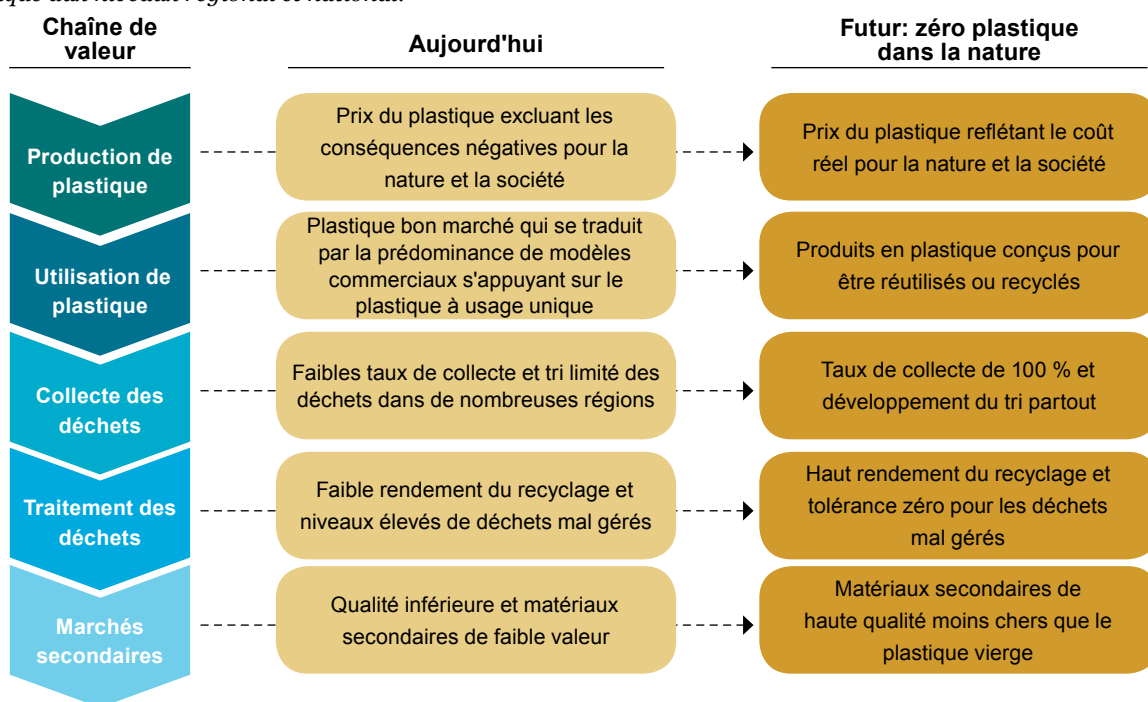 que aux niveaux régional et national.
Chaîne de
valeur
Aujourd'hui
Futur: zéro plastique
dans la nature
Production de
plastique
Prix du plastique excluant les
conséquences négatives pour la
nature et la société
Prix du plastique reflétant le coût
réel pour la nature et la société
Utilisation de
plastique
Plastique bon marché qui se traduit
par la prédominance de modèles
commerciaux s'appuyant sur le
plastique à usage unique
Produits en plastique conçus pour
être réutilisés ou recyclés
Collecte des
déchets
Faibles taux de collecte et tri limité des
déchets dans de nombreuses régions
Taux de collecte de 100 % et
développement du tri partout
Traitement des
déchets
Faible rendement du recyclage et
niveaux élevés de déchets mal gérés
Haut rendement du recyclage et
tolérance zéro pour les déchets
mal gérés
Marchés
secondaires
Qualité inférieure et matériaux
secondaires de faible valeur
Matériaux secondaires de
haute qualité moins chers que le
plastique vierge